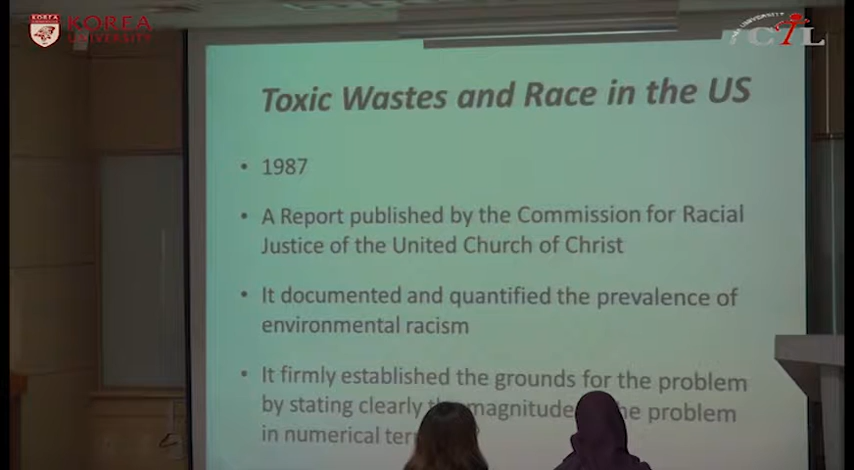 KOREA
UNIVERSITY
Toxic Wastes and Race in the US
• 1987
• A Report published by the Commission for Racial
Justice of the United Church of Christ
• It documented and quantified the prevalence of
environmental racism
• It firmly established the grounds for the problem
by stating clearly magnitude problem
in numerical